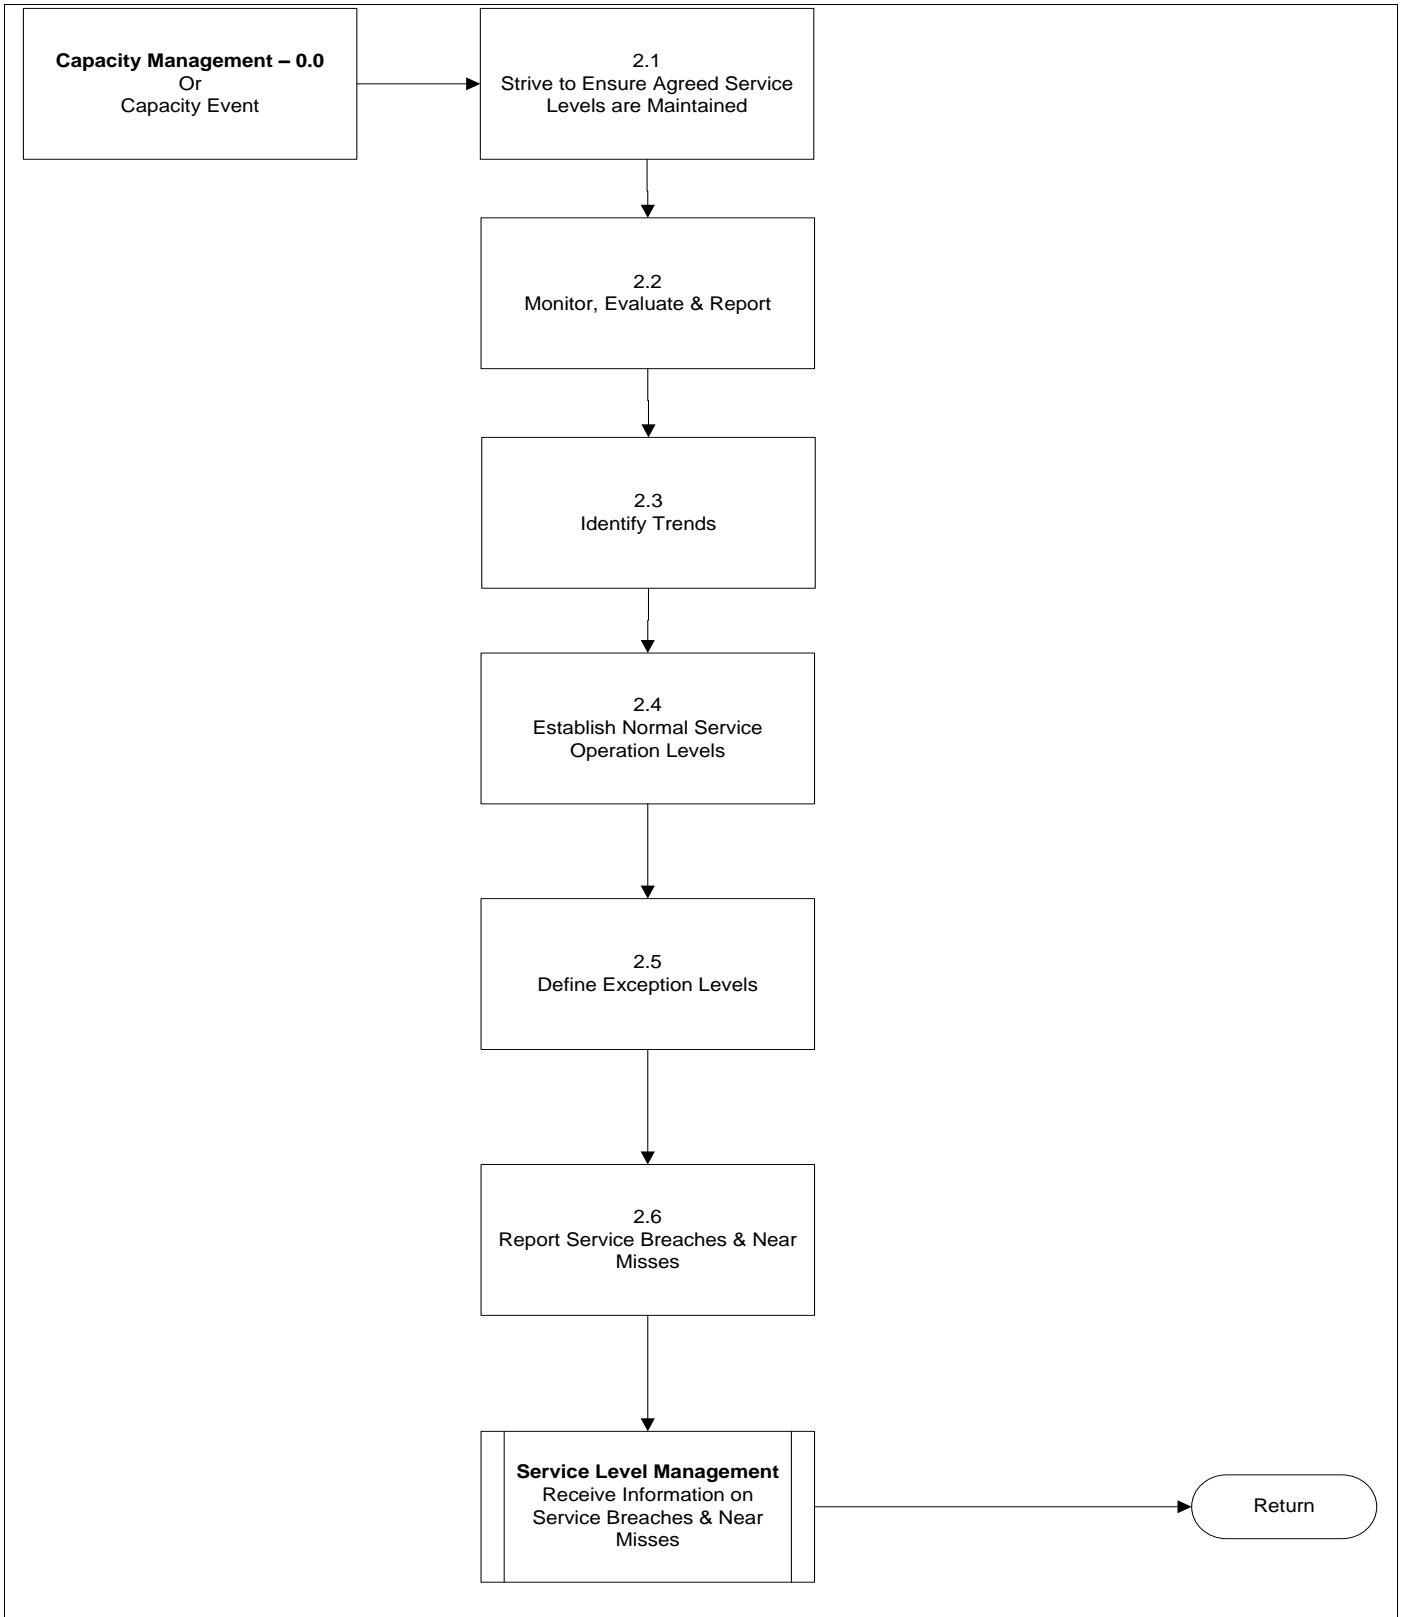 Capacity Management – 0.0
Or
Capacity Event
2.1
Strive to Ensure Agreed Service
Levels are Maintained
2.2
Monitor, Evaluate & Report
2.3
Identify Trends
2.4
Establish Normal Service
Operation Levels
2.5
Define Exception Levels
2.6
Report Service Breaches & Near
Misses
Service Level Management
Receive Information on
Service Breaches & Near
Misses
Return